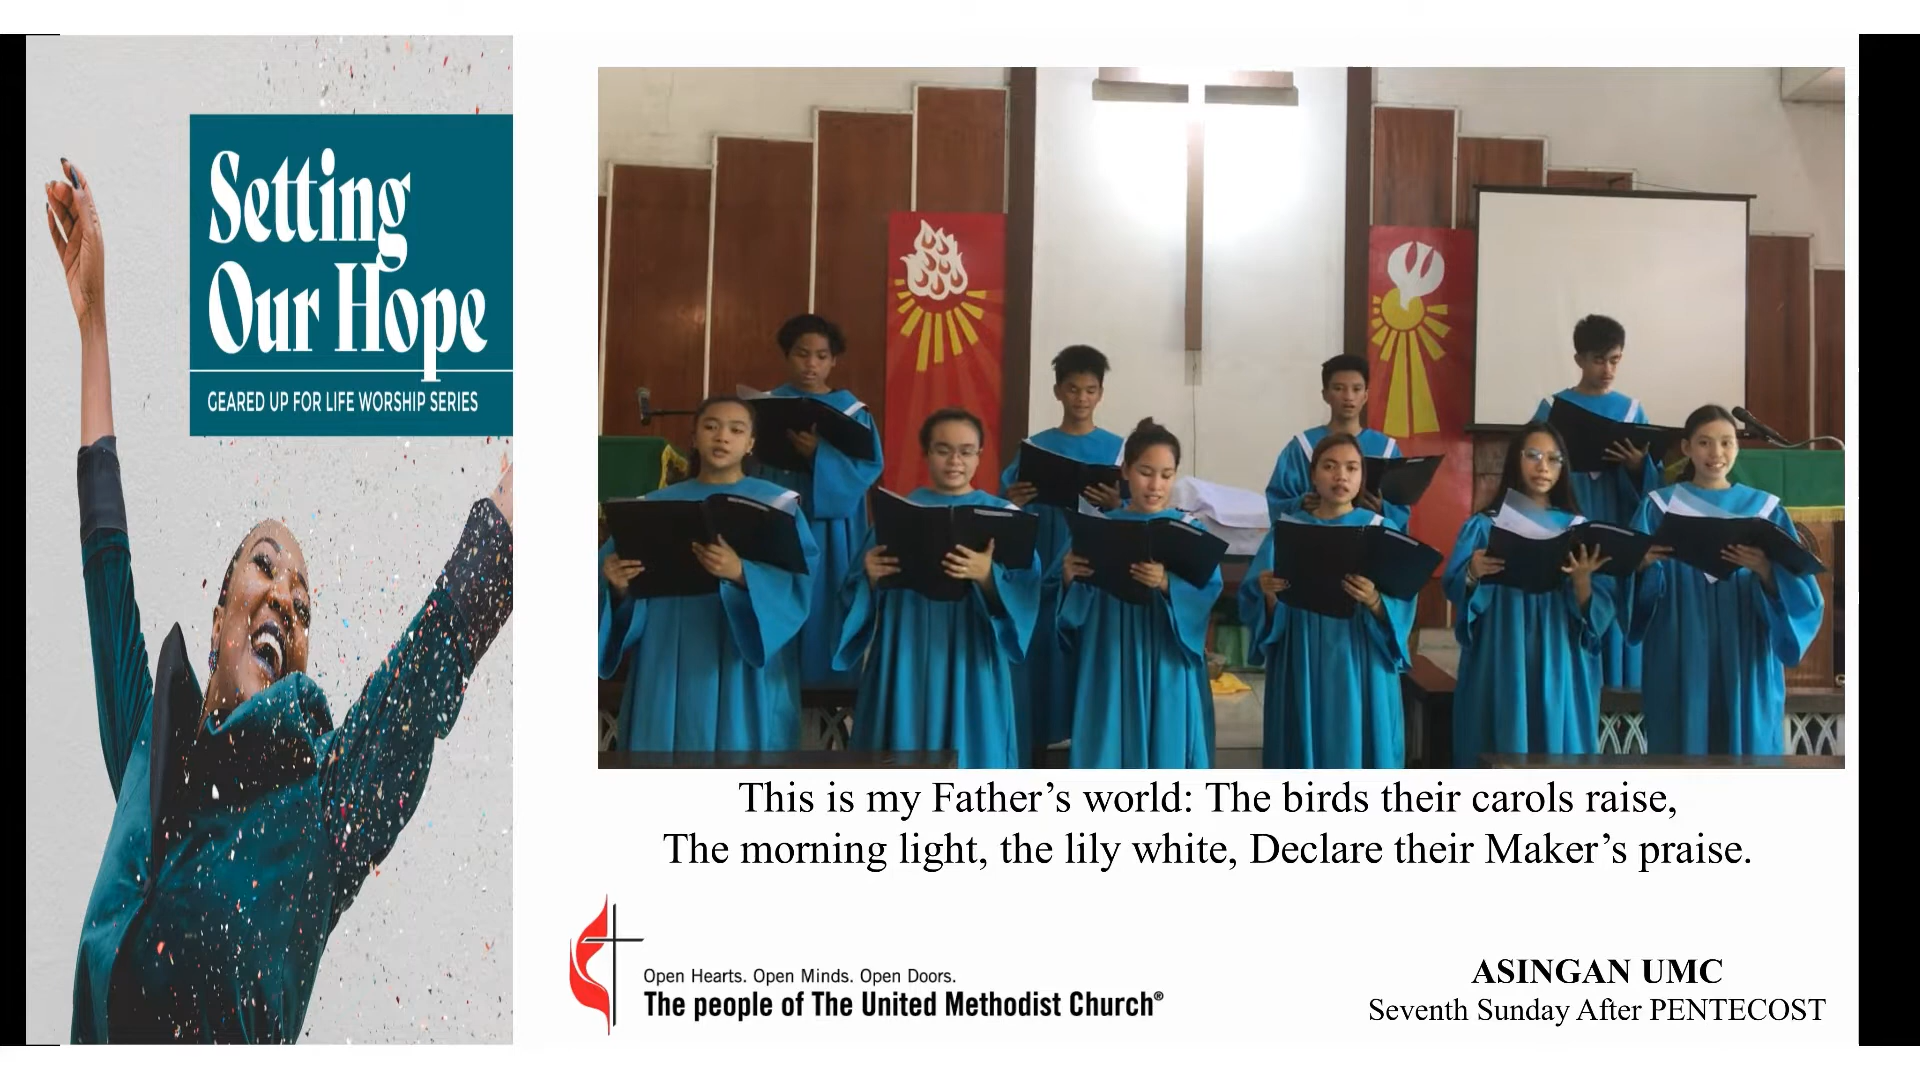 Setting
Our Hope
GEARED UP FOR LIFE WORSHIP SERIES
This is my Father’s world: The birds their carols raise,
The morning light, the lily white, Declare their Maker’s praise.
Open Hearts. Open Minds. Open Doors.
The people of The United Methodist Church®
ASINGAN UMC
Seventh Sunday After PENTECOST